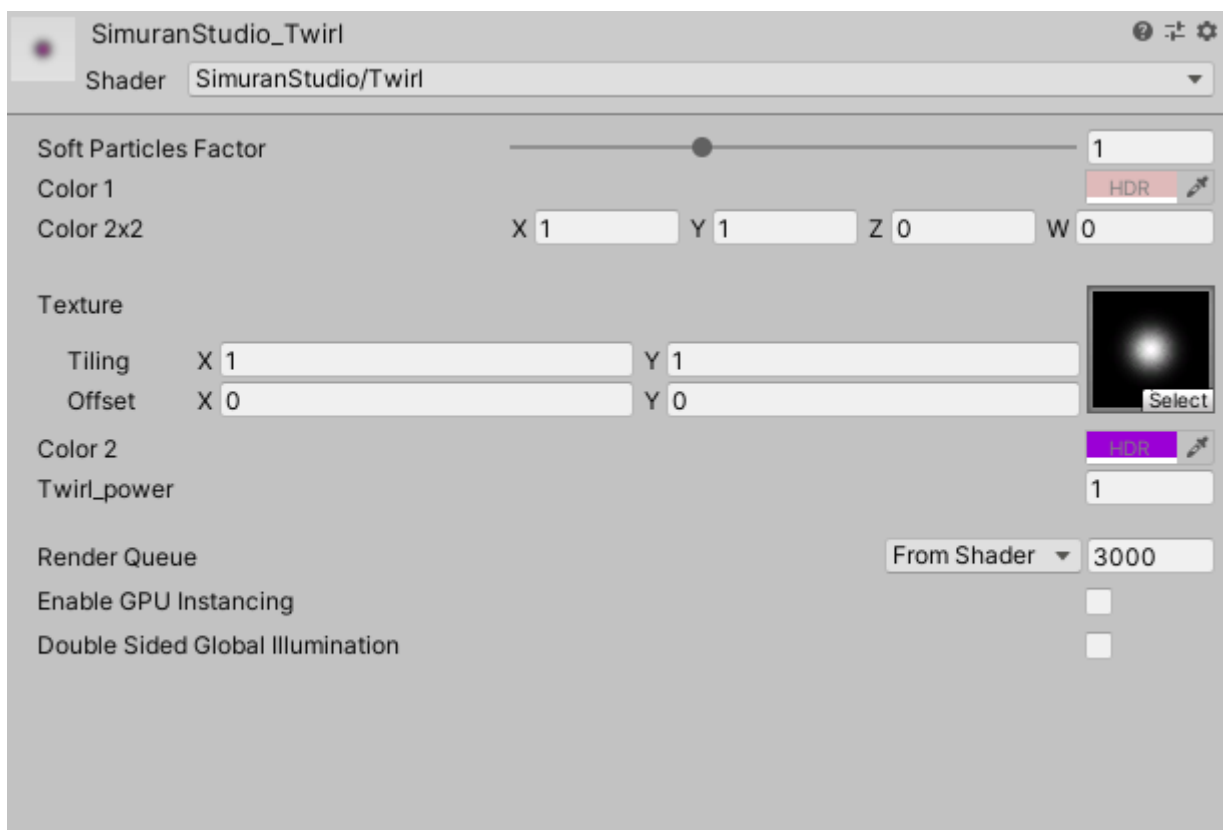 SimuranStudio_Twirl
Shader SimuranStudio/Twirl
Soft Particles Factor 1
Color 1 HDR
Color 2x2 X 1 Y 1 Z 0 W 0
Texture
Tiling X 1 Y 1
Offset X 0 Y 0 Select
Color 2 HDR
Twirl_power 1
Render Queue From Shader 3000
Enable GPU Instancing
Double Sided Global Illumination